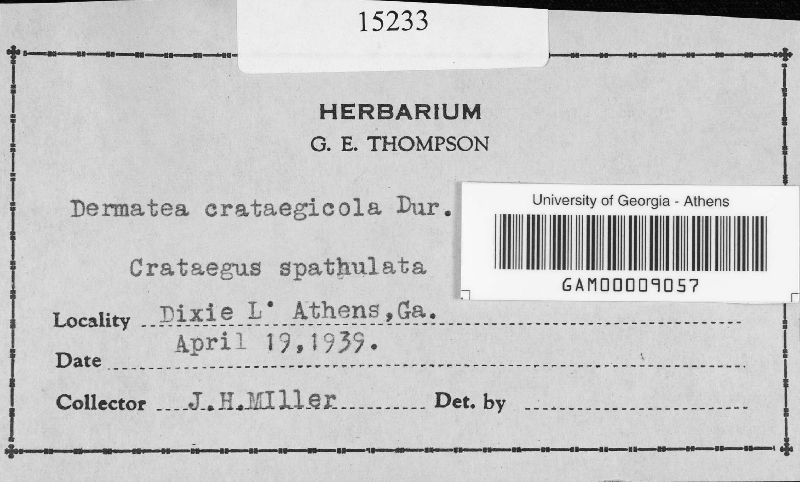 15233
HERBARIUM
G. E. THOMPSON
Dermatea crataegicola Dur.
University of Georgia - Athens
GAM00009057
Crataegus spathulata
Locality Dixie L' Athens,Ga.
Date April 19,1939.
Collector J.H.MIller Det. by